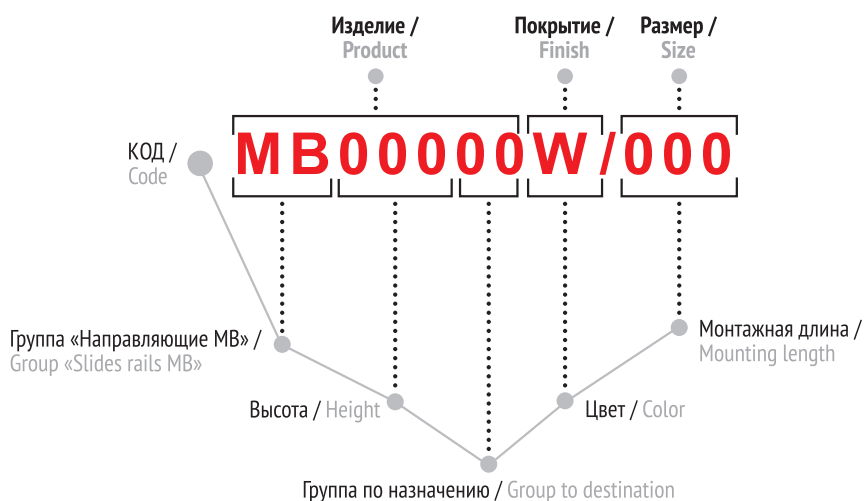 Изделие /
Product
Покрытие /
Finish
Размер /
Size
КОД /
Code
MB00000W/000
Группа «Направляющие МВ» /
Group «Slides rails MB»
Монтажная длина /
Mounting length
Высота / Height
Цвет / Color
Группа по назначению / Group to destination